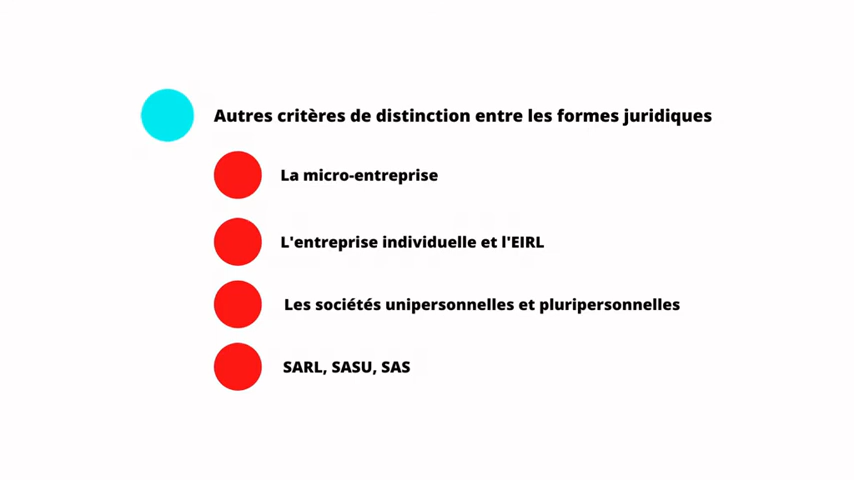 Autres critères de distinction entre les formes juridiques
La micro-entreprise
L'entreprise individuelle et l'EIRL
Les sociétés unipersonnelles et pluripersonnelles
SARL, SASU, SAS